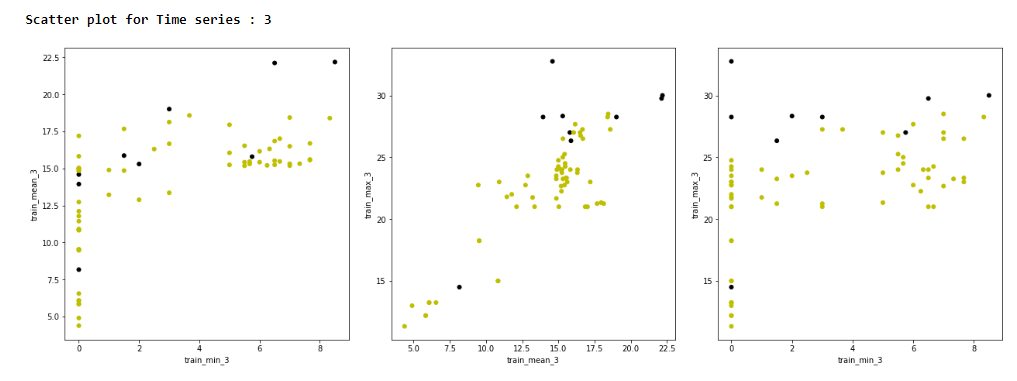 Scatter plot for Time series : 3
22.5
20.0
17.5
15.0
12.5
10.0
7.5
5.0
train_mean_3
0 2 4 6 8
train_min_3
30
25
20
15
train_max_3
5.0 7.5 10.0 12.5 15.0 17.5 20.0 22.5
train_mean_3
30
25
20
15
train_max_3
0 2 4 6 8
train_min_3